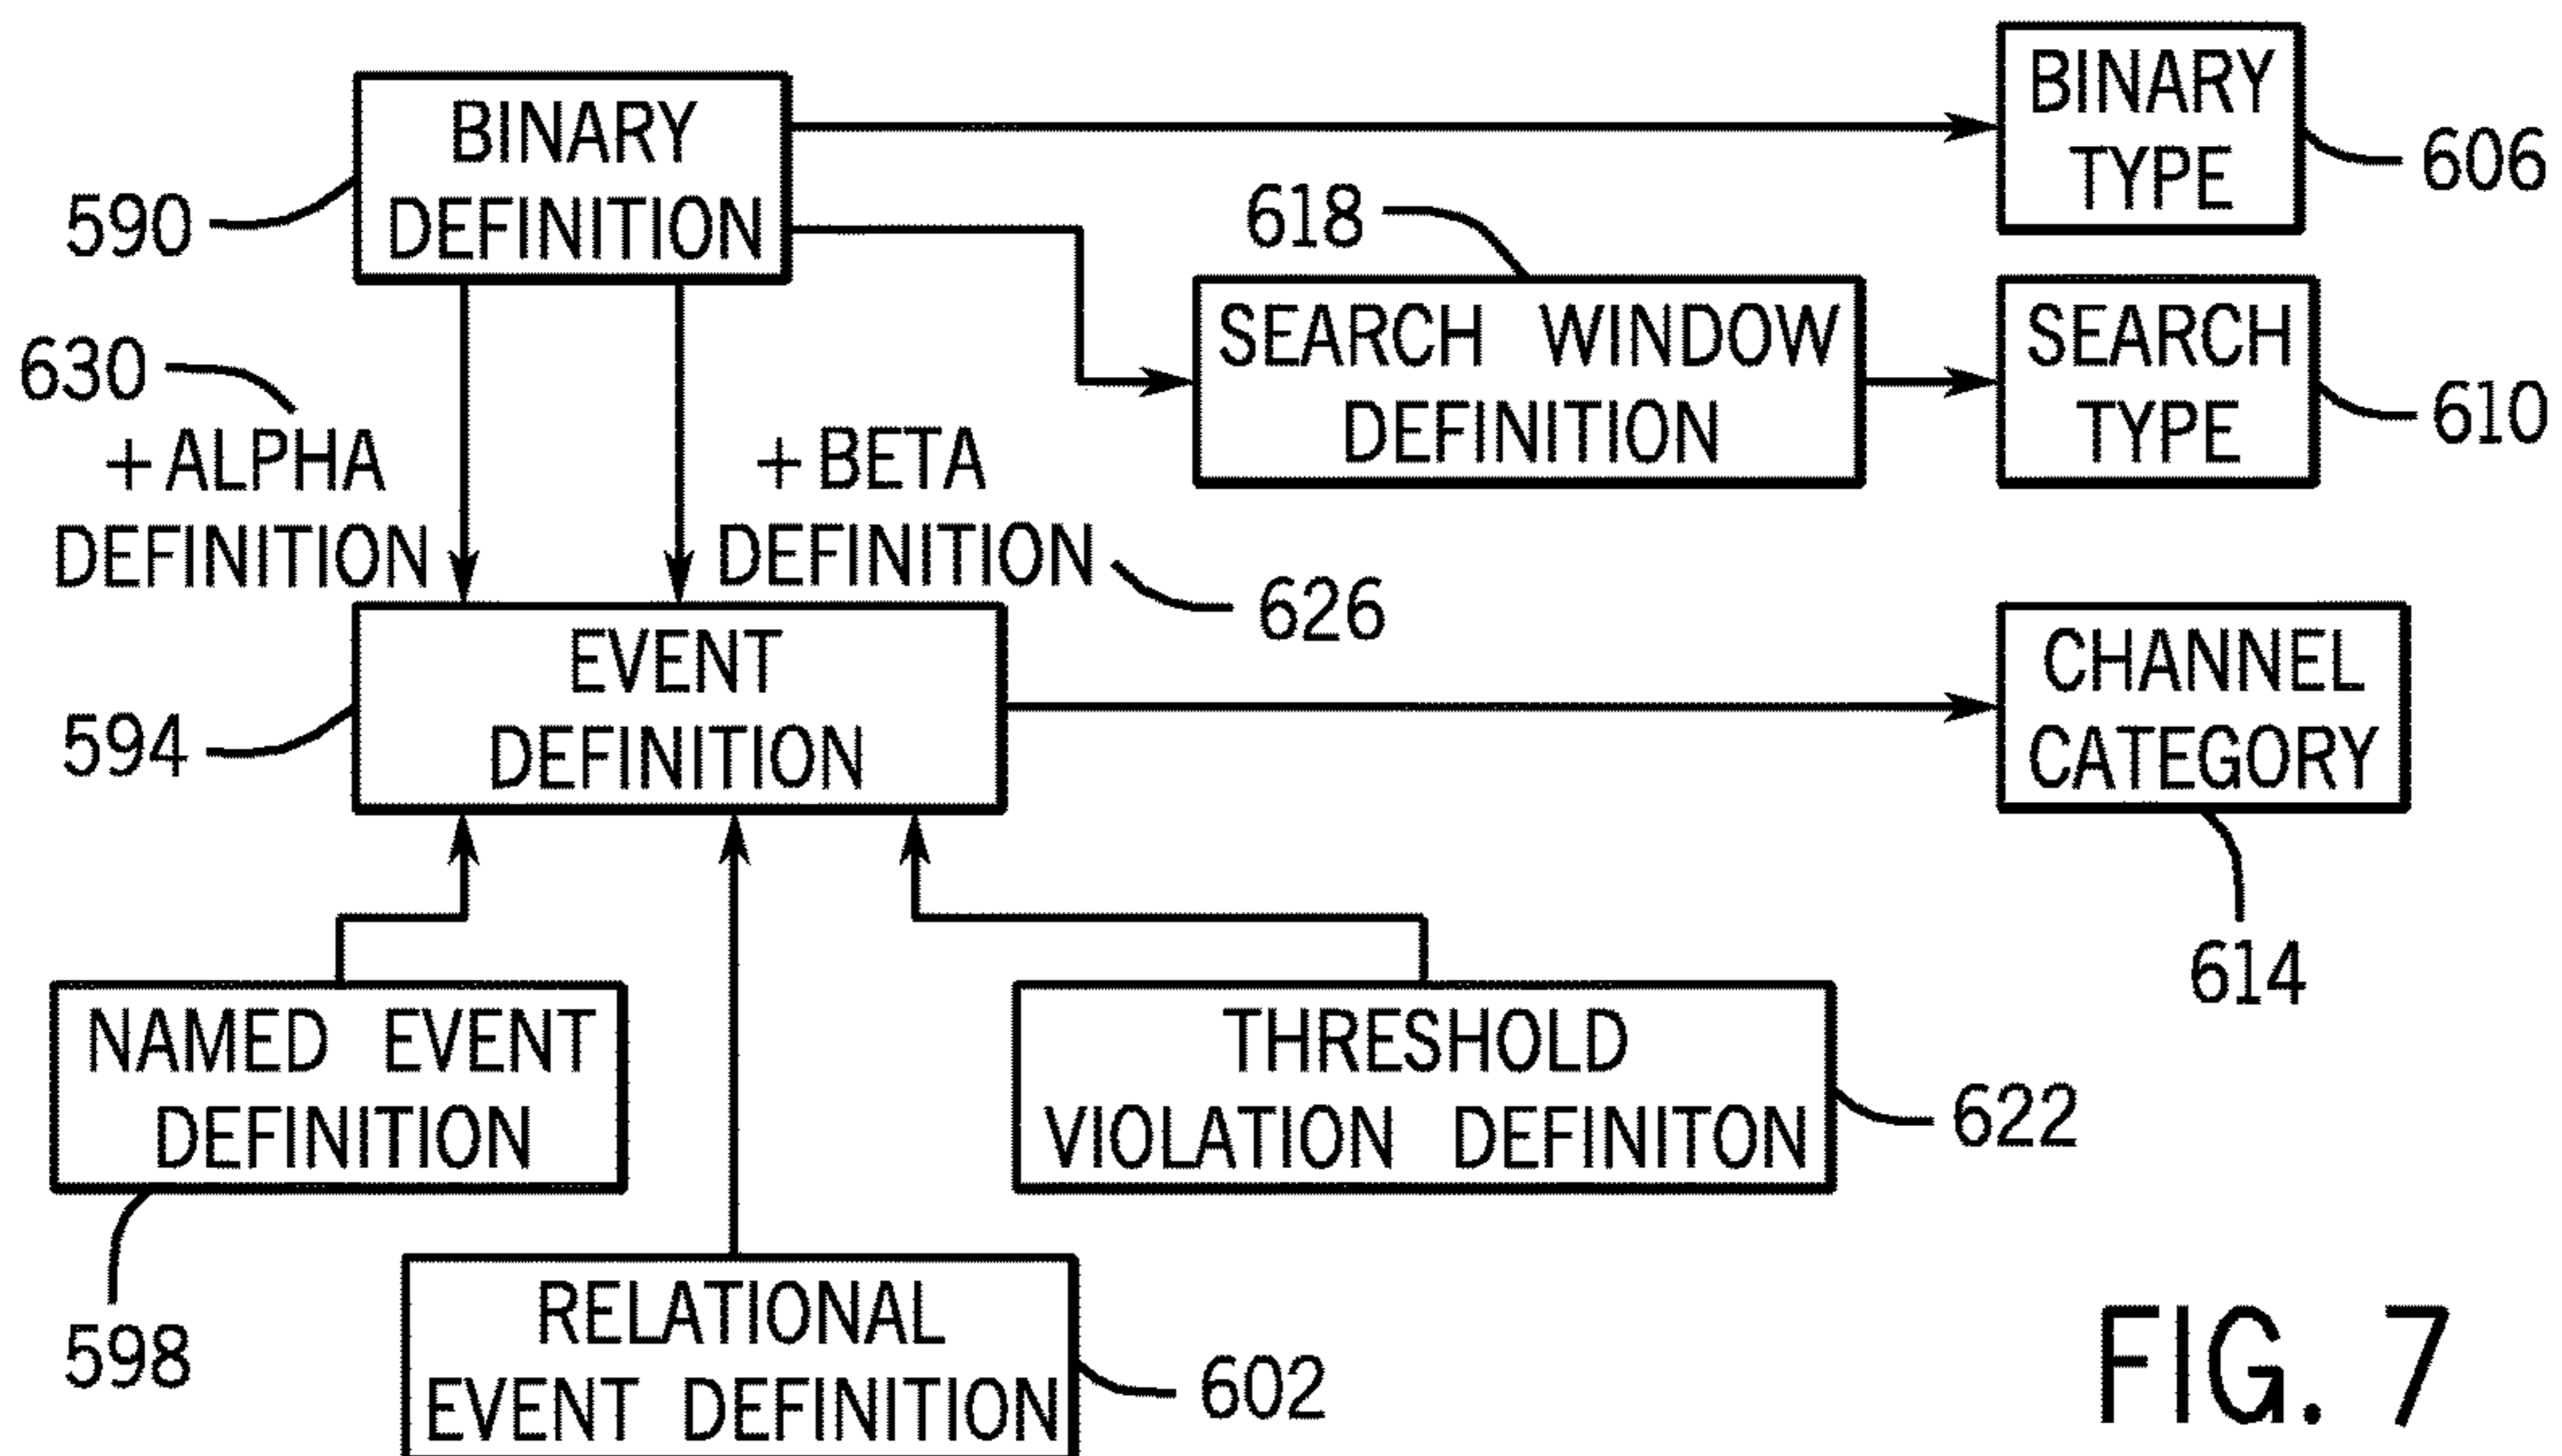 BINARY
DEFINITION
590
BINARY
TYPE
606
618
SEARCH WINDOW
DEFINITION
SEARCH
TYPE
610
630
+ALPHA
DEFINITION
+BETA
DEFINITION
626
EVENT
DEFINITION
594
CHANNEL
CATEGORY
614
NAMED EVENT
DEFINITION
598
THRESHOLD
VIOLATION DEFINITON
622
RELATIONAL
EVENT DEFINITION
602
FIG. 7